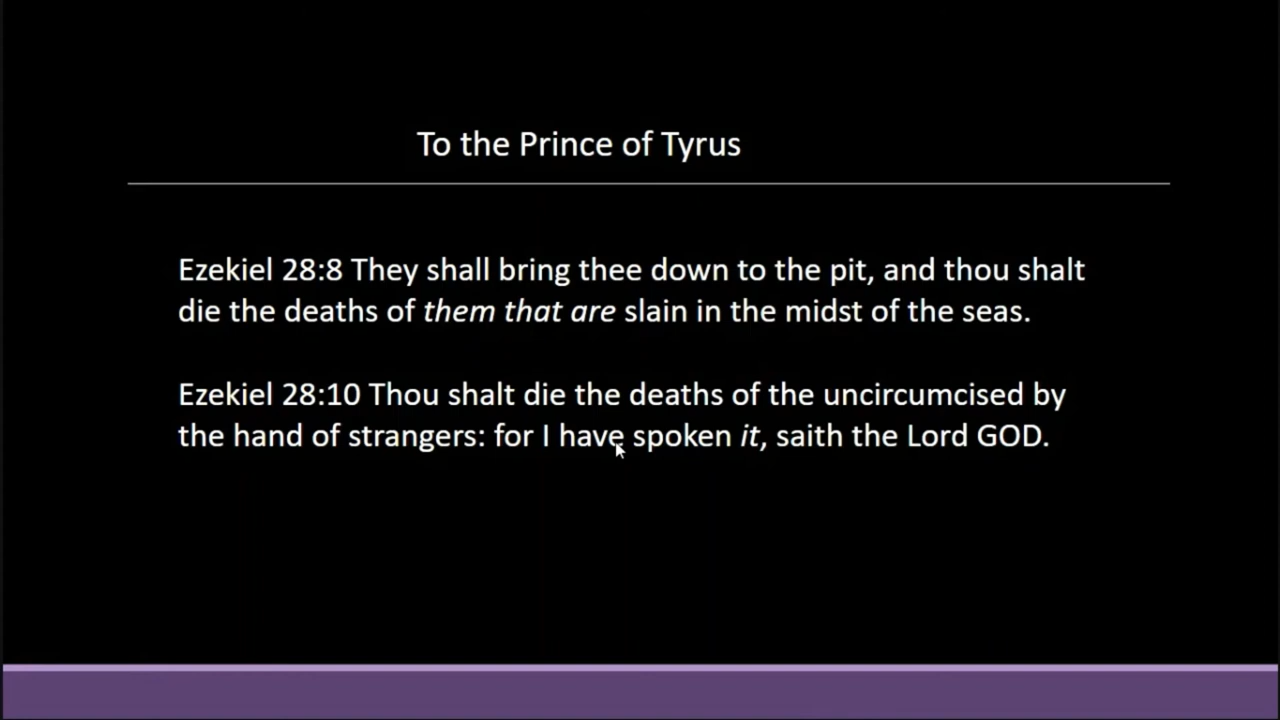 To the Prince of Tyrus
Ezekiel 28:8 They shall bring thee down to the pit, and thou shalt
die the deaths of them that are slain in the midst of the seas.
Ezekiel 28:10 Thou shalt die the deaths of the uncircumcised by
the hand of strangers: for I have spoken it, saith the Lord GOD.